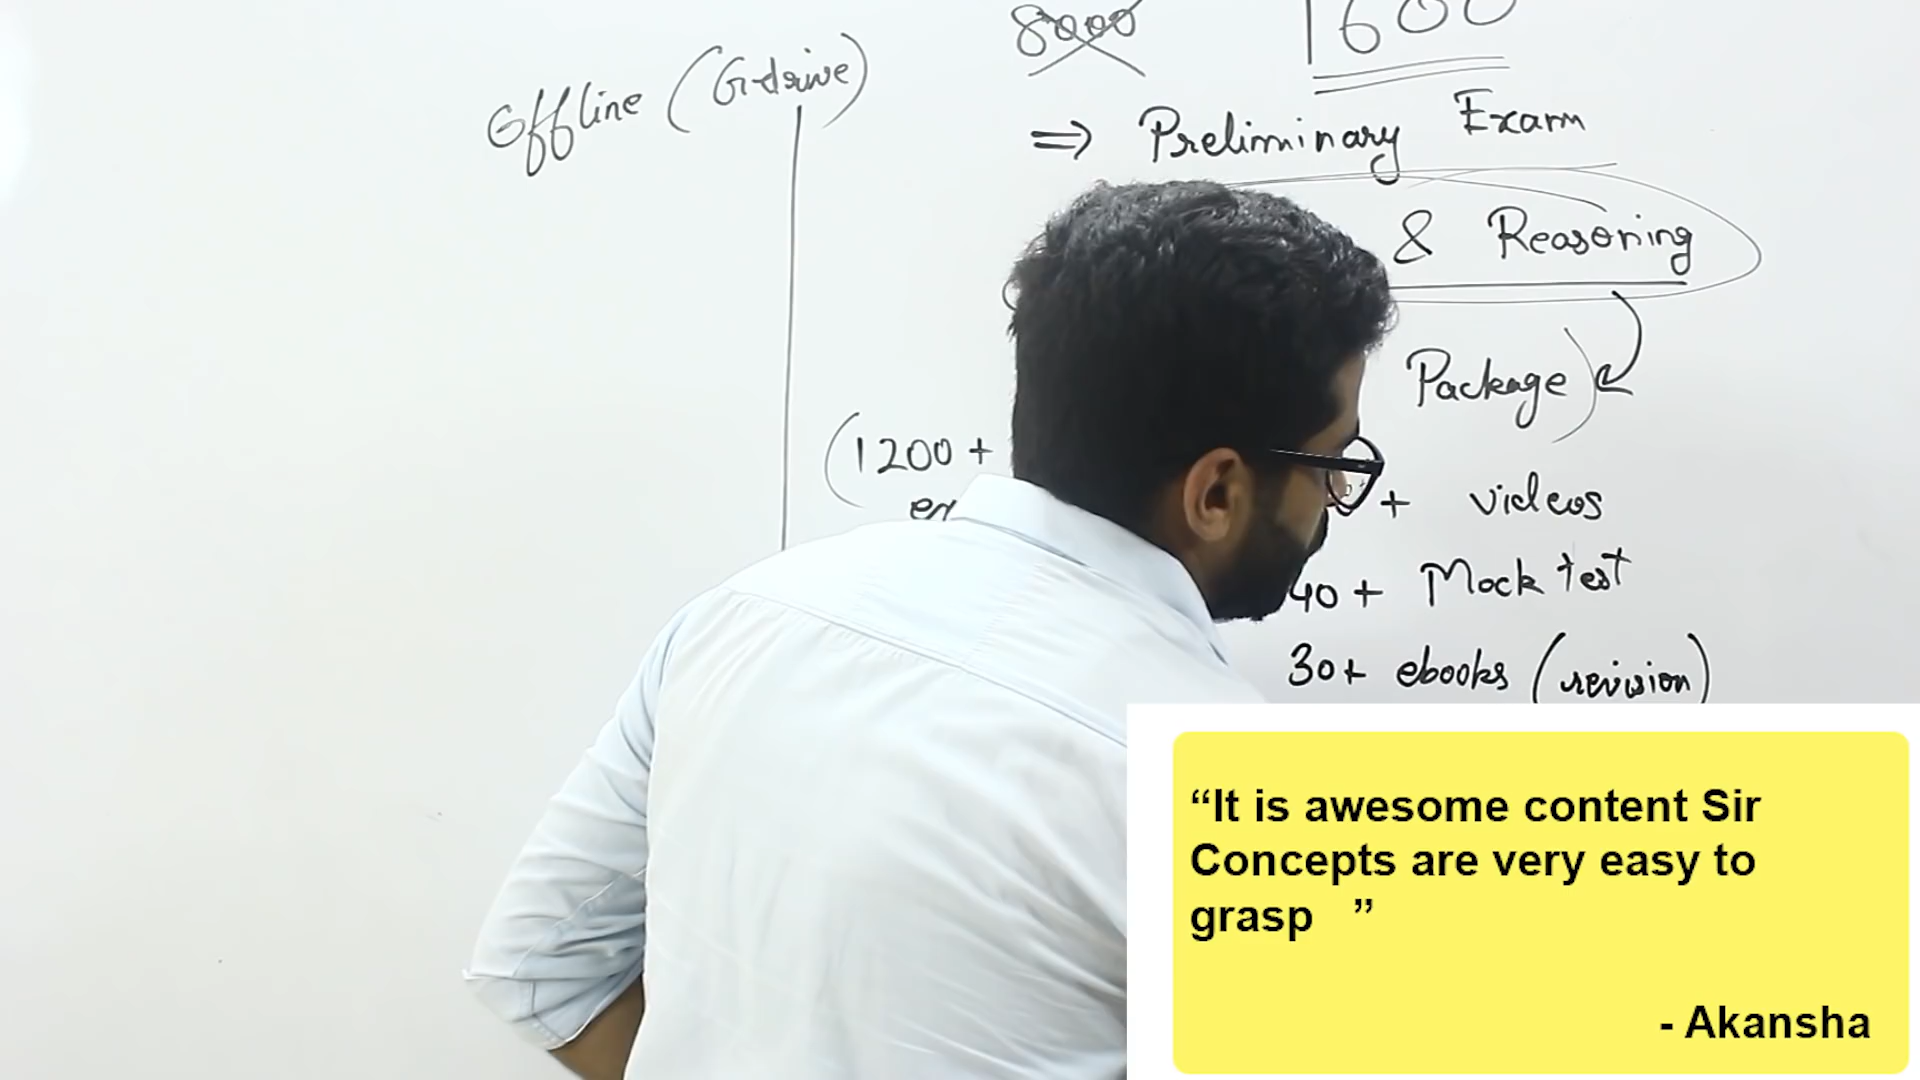 8000
1600
Offline (G-drive)
=> Preliminary Exam
& Reasoning
Package)
(1200 +
+ videos
40 + Mock test
30+ ebooks (revision)
“It is awesome content Sir
Concepts are very easy to
grasp ”
- Akansha